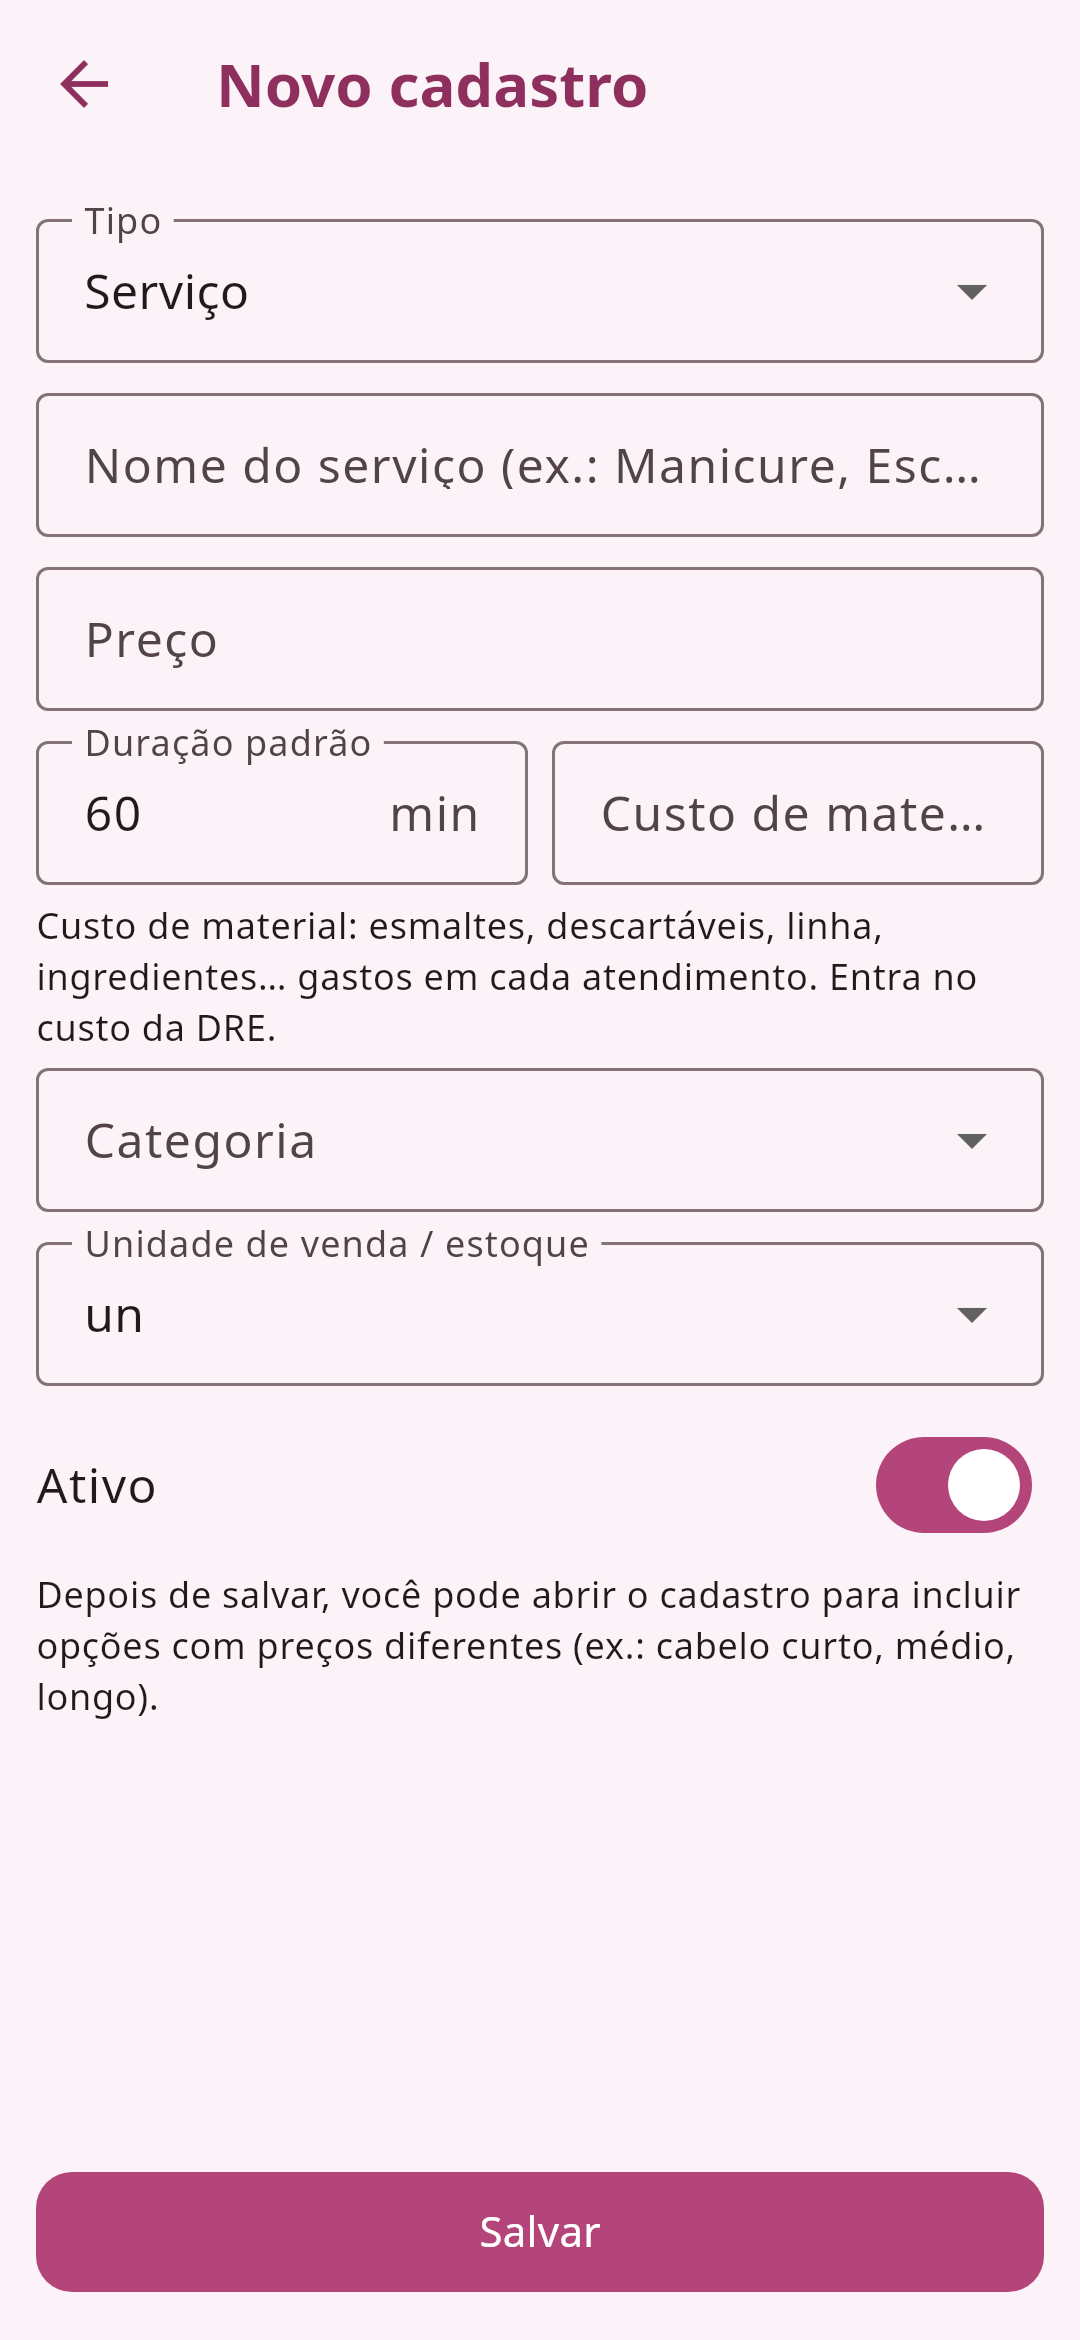 Novo cadastro
Tipo
Serviço
Nome do serviço (ex.: Manicure, Esc...
Preço
Duração padrão
60 min
Custo de mate...
Custo de material: esmaltes, descartáveis, linha,
ingredientes... gastos em cada atendimento. Entra no
custo da DRE.
Categoria
Unidade de venda / estoque
un
Ativo
Depois de salvar, você pode abrir o cadastro para incluir
opções com preços diferentes (ex.: cabelo curto, médio,
longo).
Salvar